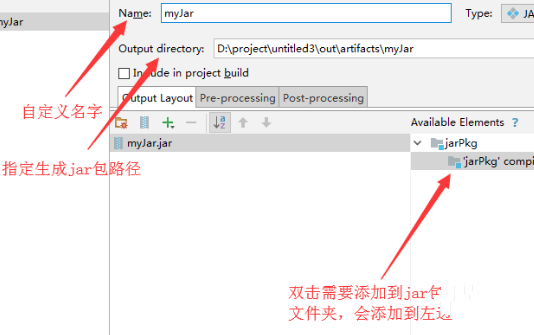 myJar
Name: myJar Type: JA
Output directory: D:\project\untitled3\out\artifacts\myJar
Include in project build
自定义名字
Output Layout Pre-processing Post-processing
Available Elements ?
myJar.jar
jarPkg
'jarPkg' compi
指定生成jar包路径
双击需要添加到jar包
文件夹，会添加到左边